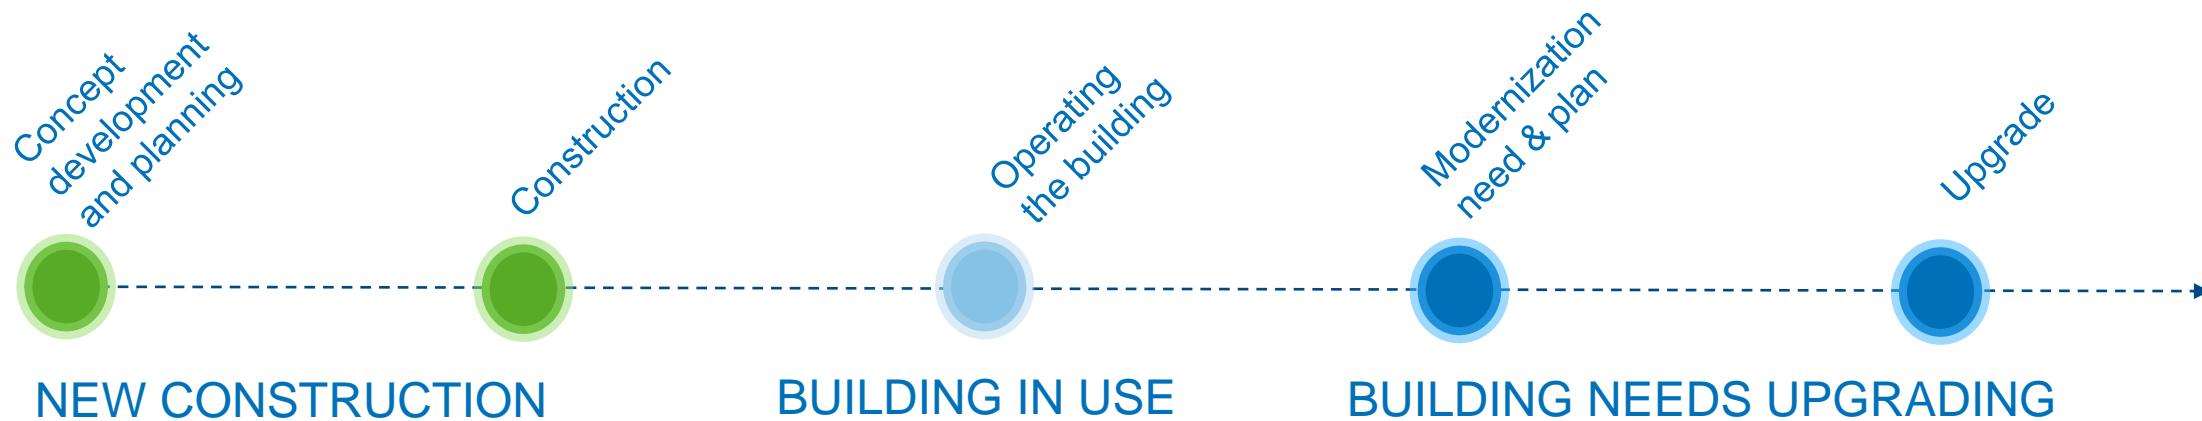 Concept
development
and planning
Construction
Operating
the building
Modernization
need & plan
Upgrade
NEW CONSTRUCTION
BUILDING IN USE
BUILDING NEEDS UPGRADING